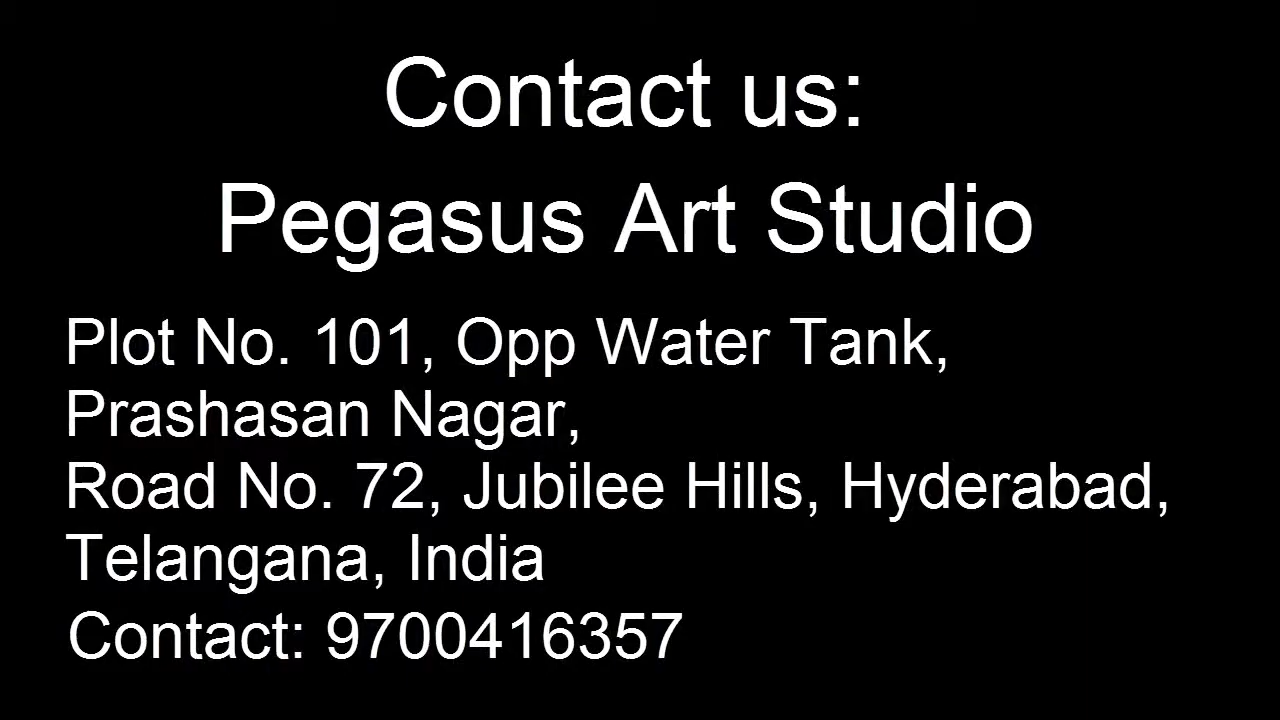 Contact us:
Pegasus Art Studio
Plot No. 101, Opp Water Tank,
Prashasan Nagar,
Road No. 72, Jubilee Hills, Hyderabad,
Telangana, India
Contact: 9700416357